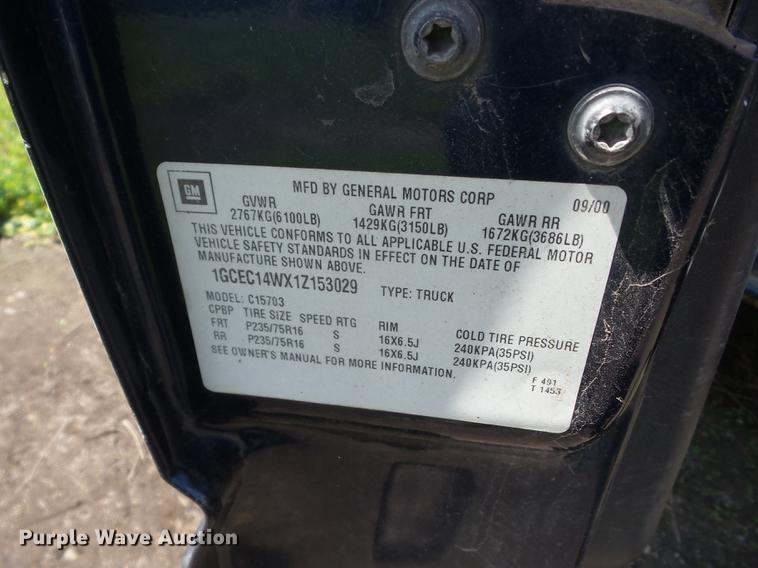 GM
MFD BY GENERAL MOTORS CORP 09/00
GVWR GAWR FRT GAWR RR
2767KG(6100LB) 1429KG(3150LB) 1672KG(3686LB)
THIS VEHICLE CONFORMS TO ALL APPLICABLE U.S. FEDERAL MOTOR
VEHICLE SAFETY STANDARDS IN EFFECT ON THE DATE OF
MANUFACTURE SHOWN ABOVE.
1GCEC14WX1Z153029 TYPE: TRUCK
MODEL: C15703
CPBP TIRE SIZE SPEED RTG RIM COLD TIRE PRESSURE
FRT P235/75R16 S 16X6.5J 240KPA(35PSI)
RR P235/75R16 S 16X6.5J 240KPA(35PSI)
SEE OWNER'S MANUAL FOR MORE INFORMATION.
F 491
T 1453
Purple Wave Auction